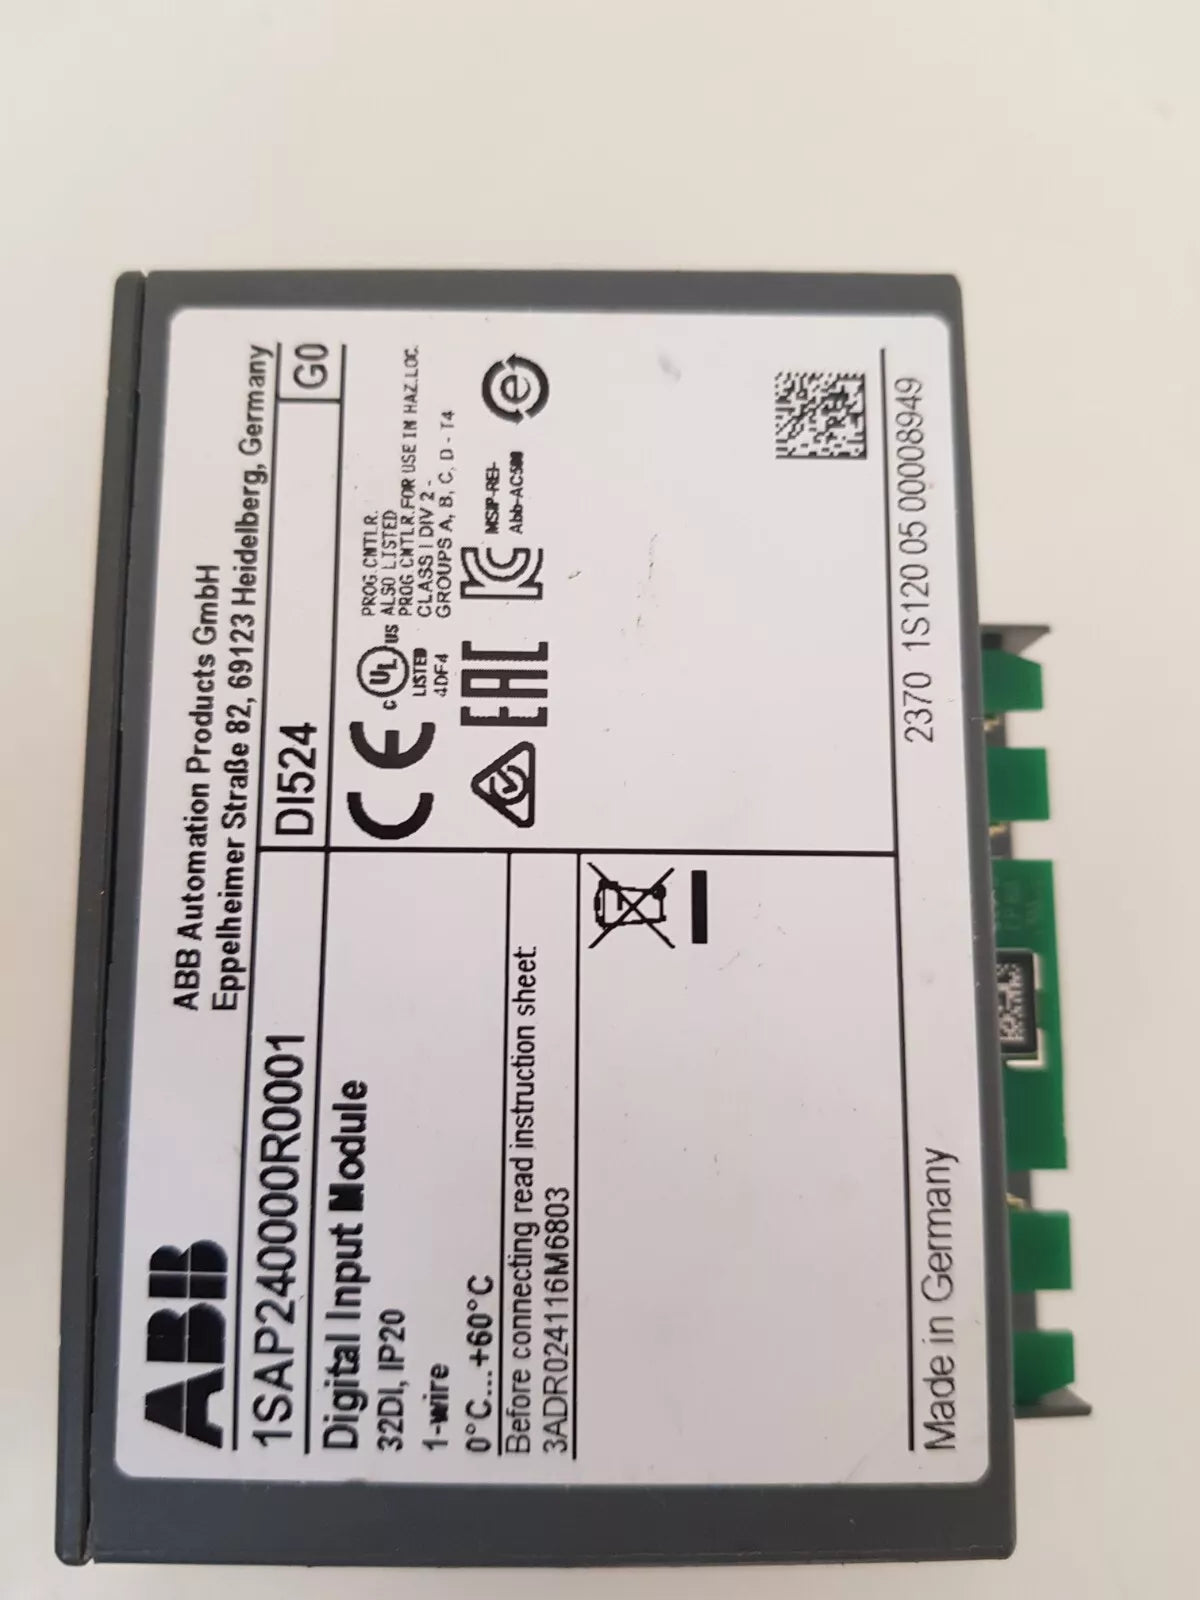 ABB
ABB Automation Products GmbH
Eppelheimer Straße 82, 69123 Heidelberg, Germany
1SAP240000R0001
DI524
G0
Digital Input Module
32DI, IP20
1-wire
0°C...+60°C
Before connecting read instruction sheet:
3ADR024116M6803
CE
c UL US
LISTED
4DF4
PROG.CNTLR.
ALSO LISTED
PROG CNTLR.FOR USE IN HAZ.LOC.
CLASS I DIV 2 -
GROUPS A, B, C, D - T4
EAC
KC
MSIP-REI-
Abb-AC500
e
Made in Germany
2370 1S120 05 00008949